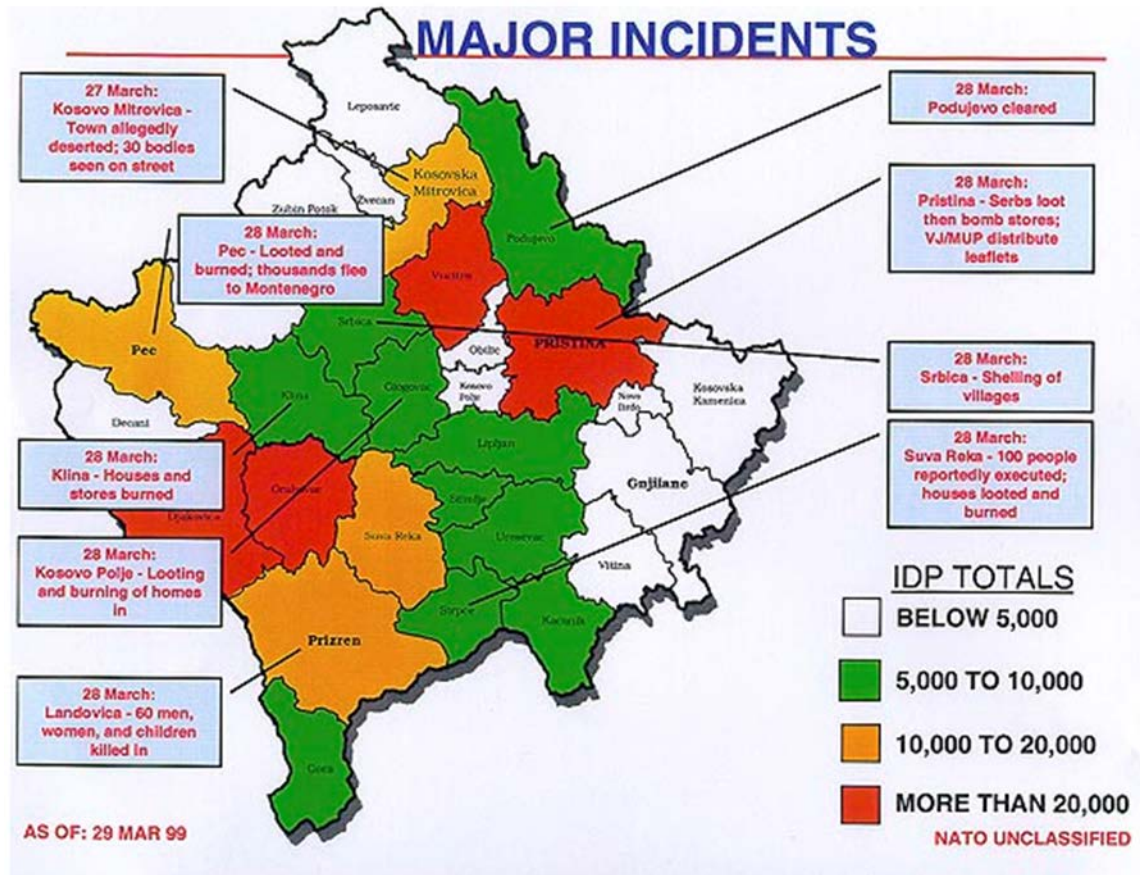 MAJOR INCIDENTS
27 March:
Kosovo Mitrovica -
Town allegedly
deserted; 30 bodies
seen on street
28 March:
Podujevo cleared
28 March:
Pristina - Serbs loot
then bomb stores;
VJ/MUP distribute
leaflets
28 March:
Pec - Looted and
burned; thousands flee
to Montenegro
28 March:
Srbica - Shelling of
villages
28 March:
Klina - Houses and
stores burned
28 March:
Suva Reka - 100 people
reportedly executed;
houses looted and
burned
28 March:
Kosovo Polje - Looting
and burning of homes
in
28 March:
Landovica - 60 men,
women, and children
killed in
Leposavic
Kosovska
Mitrovica
Zvecan
Zubin Potok
Podujevo
Vucitrn
Srbica
PRISTINA
Obilic
Pec
Kosovo
Polje
Glogovac
Klina
Novo
Kosovska
Kamenica
Decani
Lipljan
Gnjilane
Orahovac
Djakovica
Stimlje
Suva Reka
Urosevac
Vitina
Strpce
Kacanik
Prizren
Gora
IDP TOTALS
BELOW 5,000
5,000 TO 10,000
10,000 TO 20,000
MORE THAN 20,000
AS OF: 29 MAR 99
NATO UNCLASSIFIED